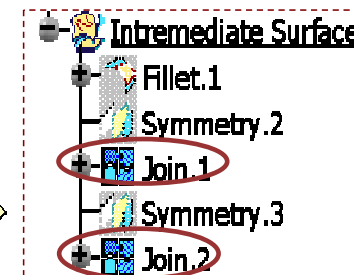 Intremediate Surface
Fillet.1
Symmetry.2
Join.1
Symmetry.3
Join.2